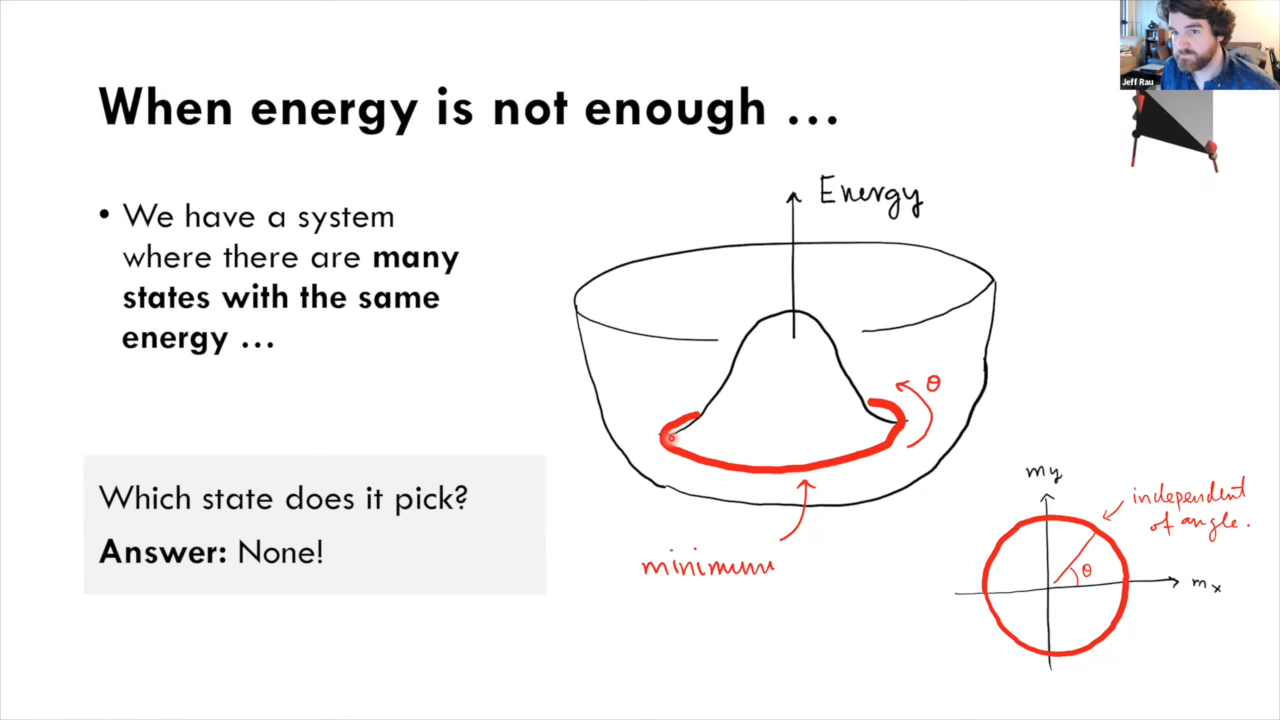 Jeff Rau
When energy is not enough …
• We have a system
where there are many
states with the same
energy …
Which state does it pick?
Answer: None!
Energy
θ
minimum
my
independent
of angle.
θ
mx